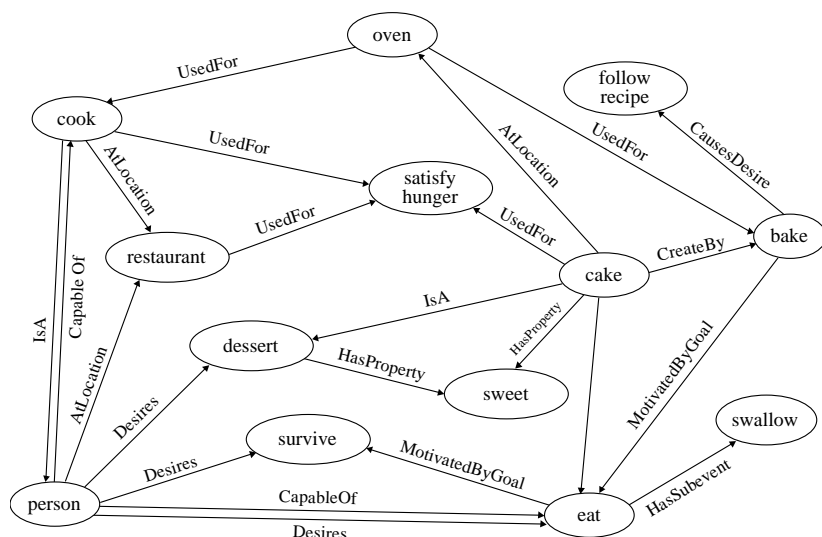 oven
UsedFor
follow
recipe
cook
AtLocation
UsedFor
CausesDesire
UsedFor
AtLocation
satisfy
hunger
UsedFor
UsedFor
bake
restaurant
CreateBy
cake
IsA
Capable Of
IsA
HasProperty
dessert
HasProperty
MotivatedByGoal
AtLocation
sweet
Desires
swallow
survive
Desires
MotivatedByGoal
HasSubevent
person
CapableOf
eat
Desires